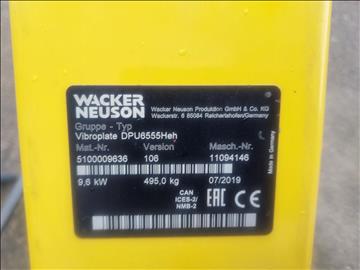 WACKER
NEUSON
Wacker Neuson Produktion GmbH & Co. KG
Wackerstr. 6 85084 Reichertshofen/Germany
Gruppe - Typ
Vibroplate DPU6555Heh
Mat.-Nr. Version Masch.-Nr.
5100009636 106 11094146
9,6 kW 495,0 kg 07/2019
CAN
ICES-2/
NMB-2
EAC CE